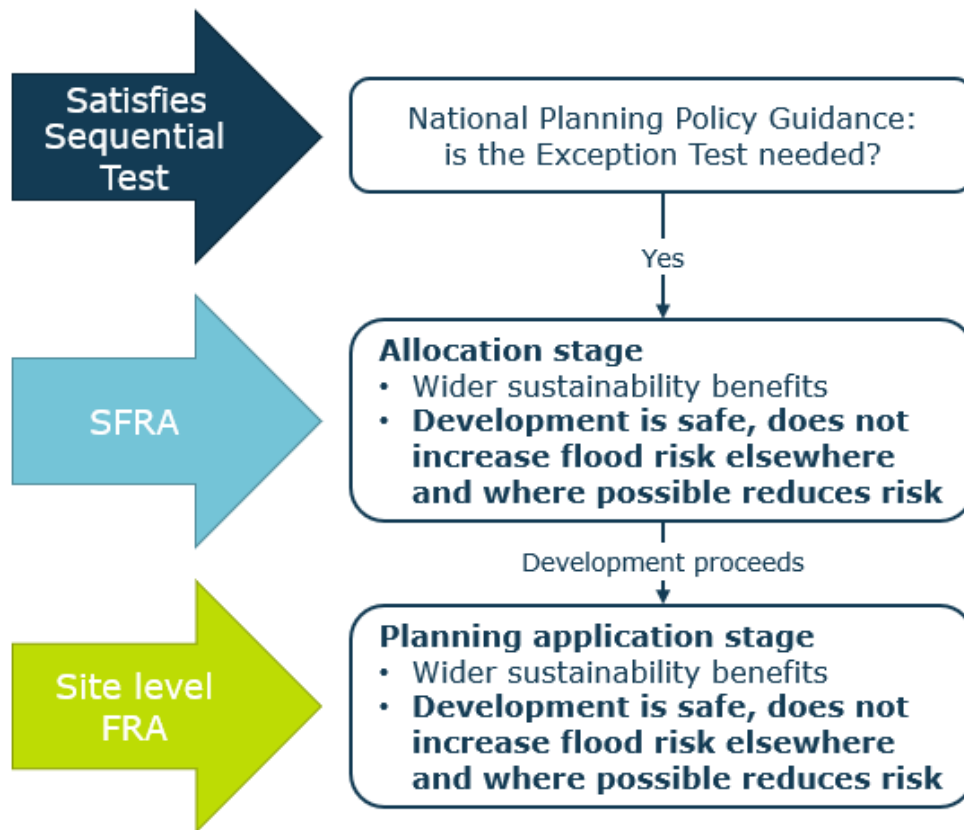 Satisfies
Sequential
Test
National Planning Policy Guidance:
is the Exception Test needed?
Yes
SFRA
Allocation stage
• Wider sustainability benefits
• Development is safe, does not
increase flood risk elsewhere
and where possible reduces risk
Development proceeds
Site level
FRA
Planning application stage
• Wider sustainability benefits
• Development is safe, does not
increase flood risk elsewhere
and where possible reduces risk